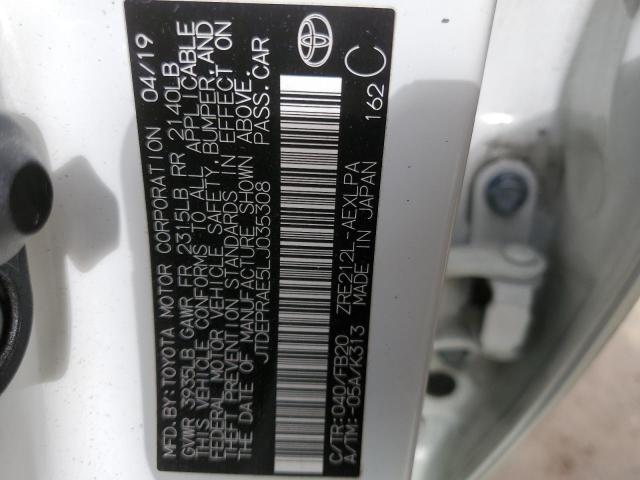 MFD. BY: TOYOTA MOTOR CORPORATION 04/19
GVWR 3935LB GAWR FR 2315LB RR 2140LB
THIS VEHICLE CONFORMS TO ALL APPLICABLE
FEDERAL MOTOR VEHICLE SAFETY, BUMPER, AND
THEFT PREVENTION STANDARDS IN EFFECT ON
THE DATE OF MANUFACTURE SHOWN ABOVE.
JTDEPRAE5LJ035308 PASS. CAR
C/TR:040/FB20 ZRE212L-AEXLPA 162
A/TM:-05A/K313 MADE IN JAPAN
C